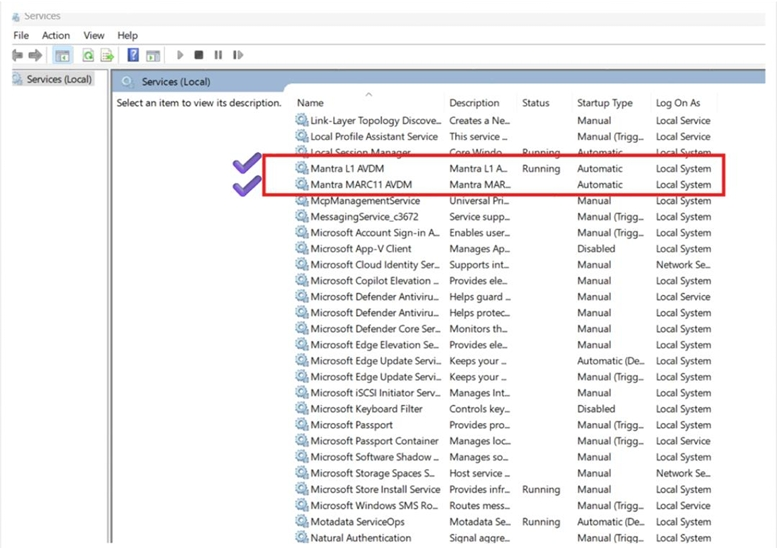 Services
File Action View Help
Services (Local)
Services (Local)
Select an item to view its description.
Name Description Status Startup Type Log On As
Link-Layer Topology Discove... Creates a Ne... Manual Local Service
Local Profile Assistant Service This service ... Manual (Trigg... Local Service
Local Session Manager Core Windo... Running Automatic Local System
Mantra L1 AVDM Mantra L1 A... Running Automatic Local System
Mantra MARC11 AVDM Mantra MAR... Automatic Local System
McpManagementService Universal Pri... Manual Local System
MessagingService_c3672 Service supp... Manual (Trigg... Local System
Microsoft Account Sign-in A... Enables user... Manual (Trigg... Local System
Microsoft App-V Client Manages Ap... Disabled Local System
Microsoft Cloud Identity Ser... Supports int... Manual Network Se...
Microsoft Copilot Elevation ... Provides ele... Manual Local System
Microsoft Defender Antiviru... Helps guard ... Manual Local Service
Microsoft Defender Antiviru... Helps protec... Manual Local System
Microsoft Defender Core Ser... Monitors th... Manual Local System
Microsoft Edge Elevation Se... Provides ele... Manual Local System
Microsoft Edge Update Servi... Keeps your ... Automatic (De... Local System
Microsoft Edge Update Servi... Keeps your ... Manual (Trigg... Local System
Microsoft iSCSI Initiator Serv... Manages Int... Manual Local System
Microsoft Keyboard Filter Controls key... Disabled Local System
Microsoft Passport Provides pro... Manual (Trigg... Local System
Microsoft Passport Container Manages loc... Manual (Trigg... Local Service
Microsoft Software Shadow ... Manages so... Manual Local System
Microsoft Storage Spaces S... Host service ... Manual Network Se...
Microsoft Store Install Service Provides infr... Running Manual Local System
Microsoft Windows SMS Ro... Routes mess... Manual (Trigg... Local Service
Motadata ServiceOps Motadata Se... Running Automatic (De... Local System
Natural Authentication Signal aggre... Manual (Trigg... Local System